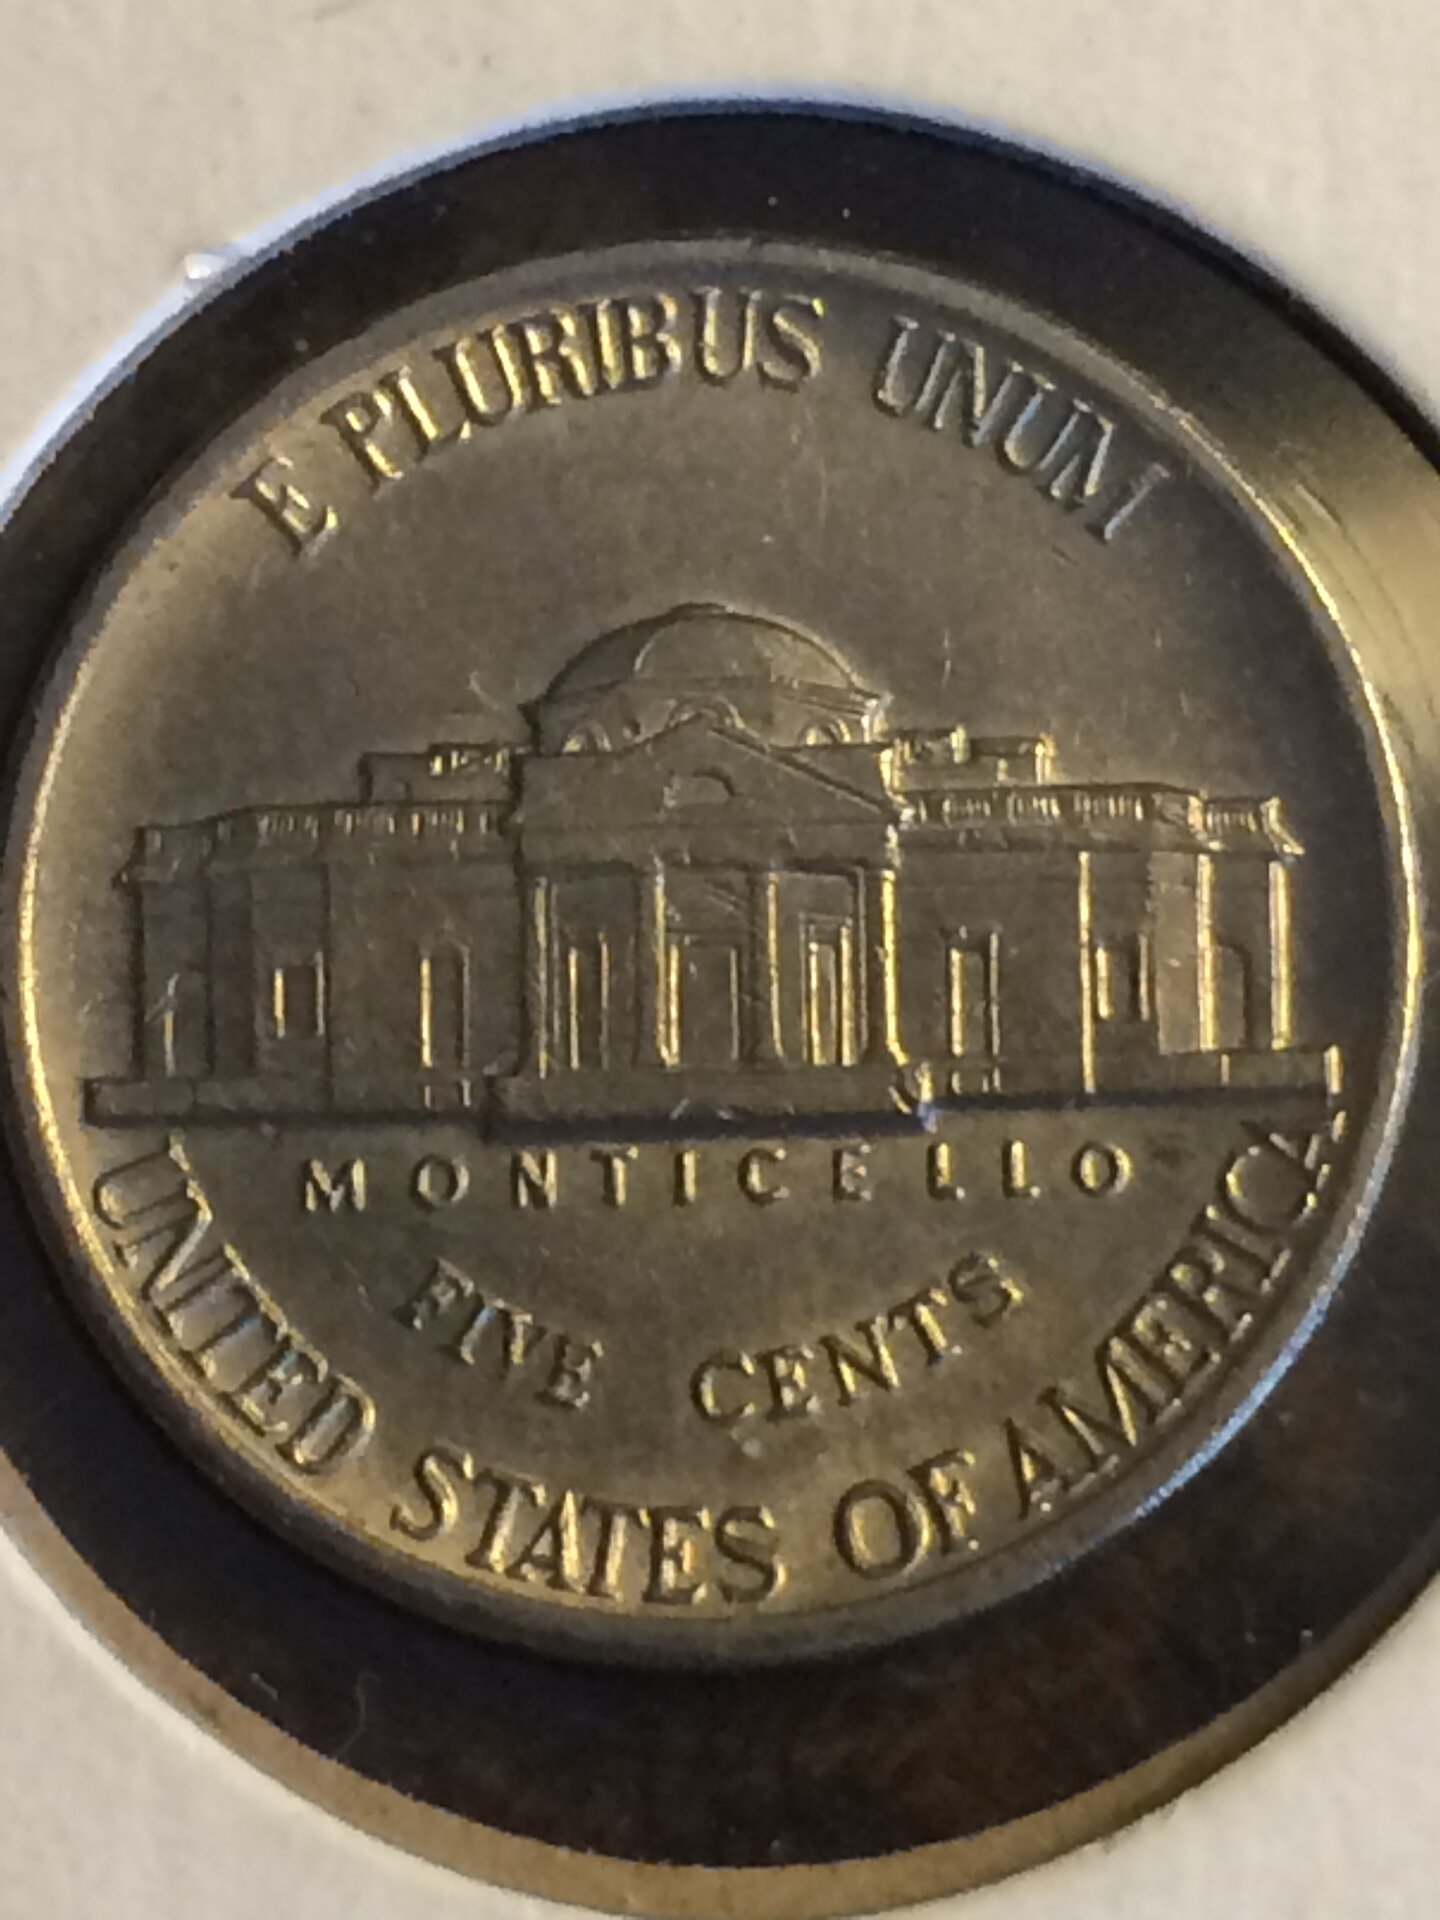 E PLURIBUS UNUM
MONTICELLO
FIVE CENTS
UNITED STATES OF AMERICA